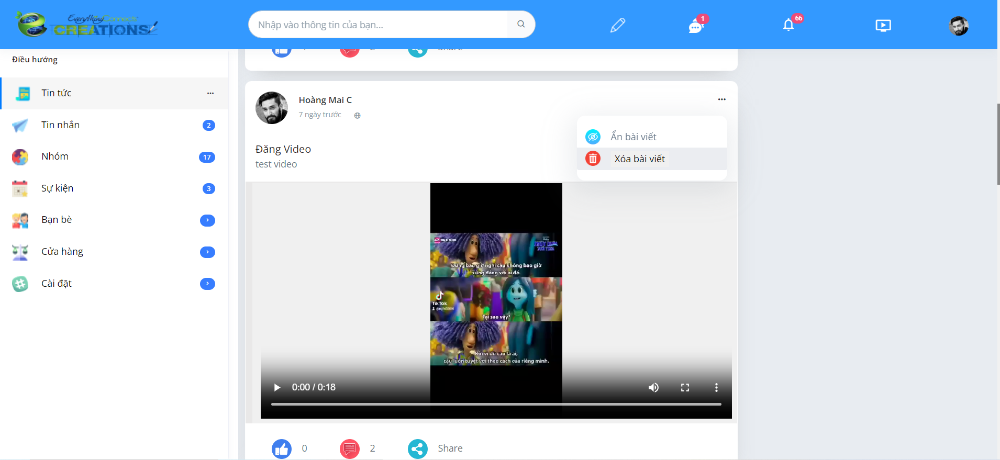 EverythingConnects
CREATIONS
Nhập vào thông tin của bạn...
1
66
Điều hướng
Share
Tin tức
Tin nhắn
2
Nhóm
17
Sự kiện
3
Bạn bè
Cửa hàng
Cài đặt
Hoàng Mai C
7 ngày trước
Ẩn bài viết
Xóa bài viết
Đăng Video
test video
Đừng bao giờ nghĩ cậu không bao giờ
xứng đáng với ai đó.
TikTok
Tại sao vậy?
Bởi vì dù cậu là ai,
cậu luôn tuyệt vời theo cách của riêng mình.
0:00 / 0:18
0
2
Share